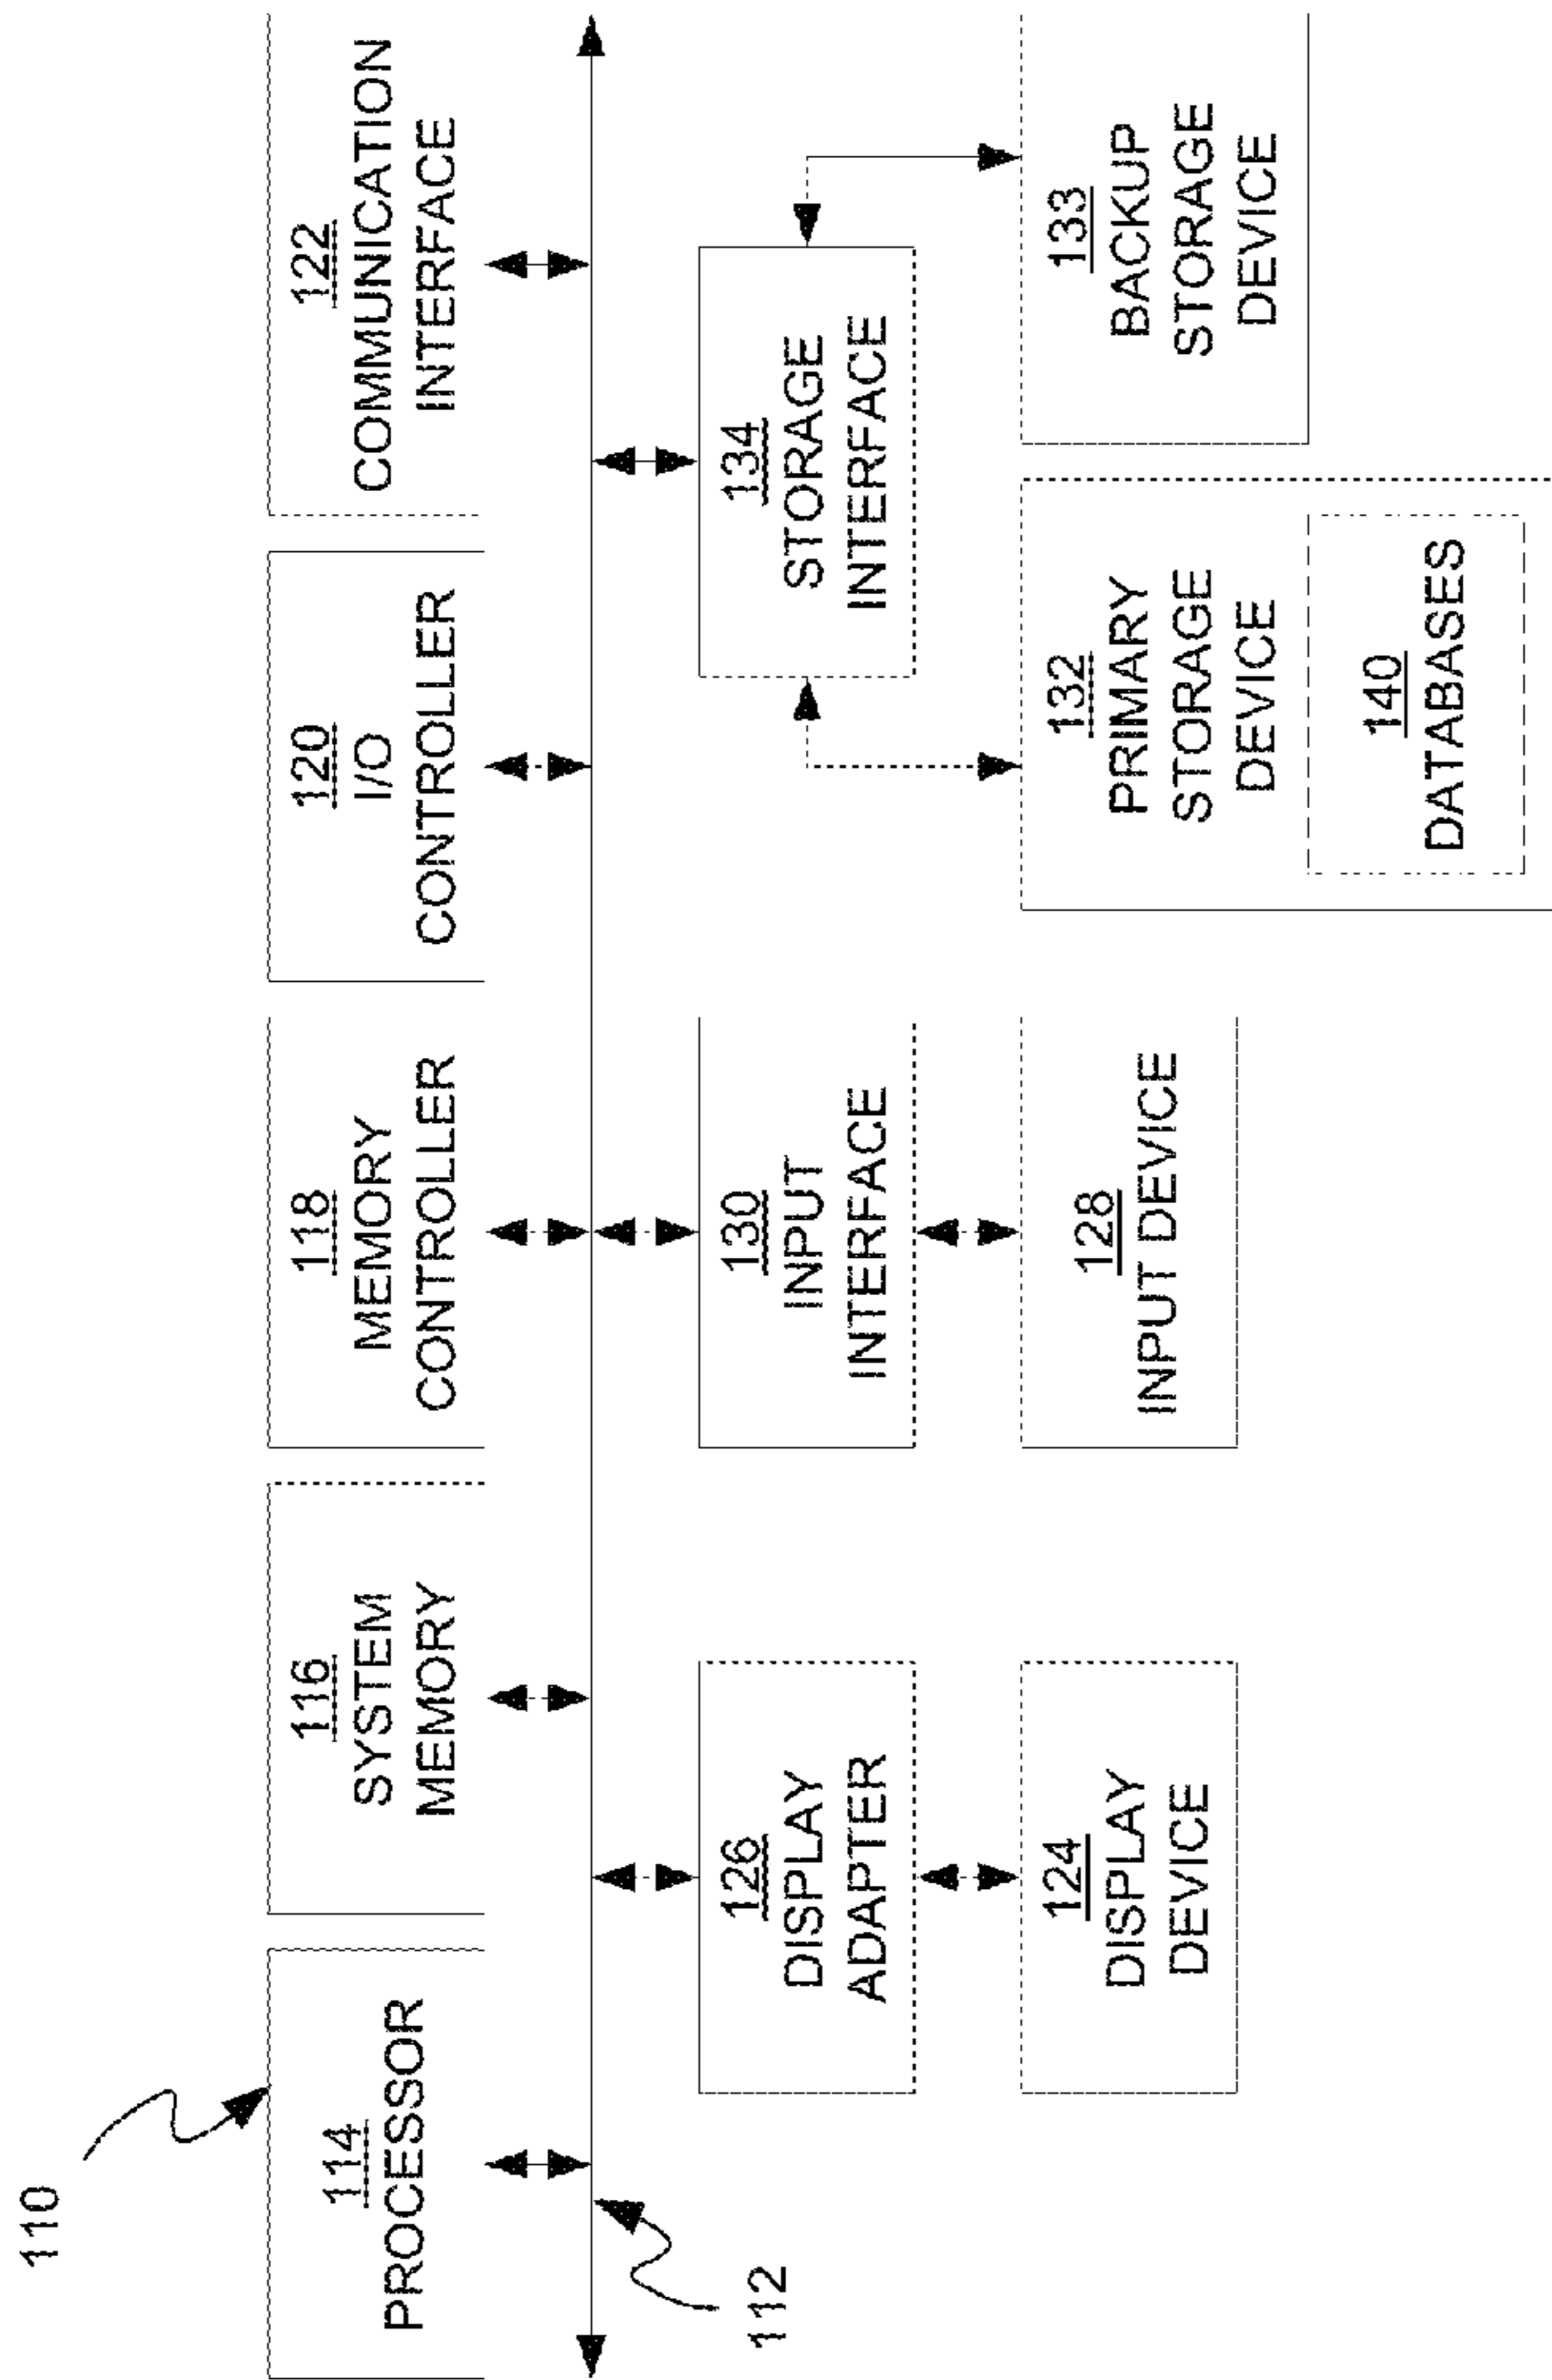 110
114
PROCESSOR
116
SYSTEM
MEMORY
118
MEMORY
CONTROLLER
120
I/O
CONTROLLER
122
COMMUNICATION
INTERFACE
112
126
DISPLAY
ADAPTER
130
INPUT
INTERFACE
134
STORAGE
INTERFACE
124
DISPLAY
DEVICE
128
INPUT DEVICE
132
PRIMARY
STORAGE
DEVICE
140
DATABASES
133
BACKUP
STORAGE
DEVICE